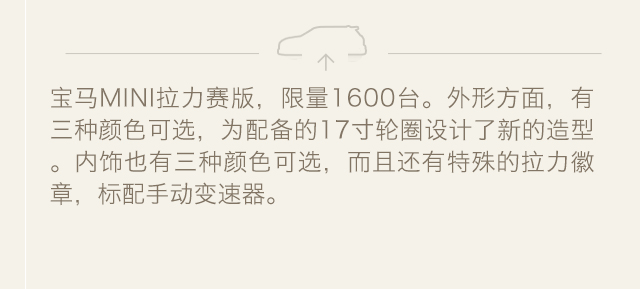 宝马MINI拉力赛版，限量1600台。外形方面，有
三种颜色可选，为配备的17寸轮圈设计了新的造型
。内饰也有三种颜色可选，而且还有特殊的拉力徽
章，标配手动变速器。